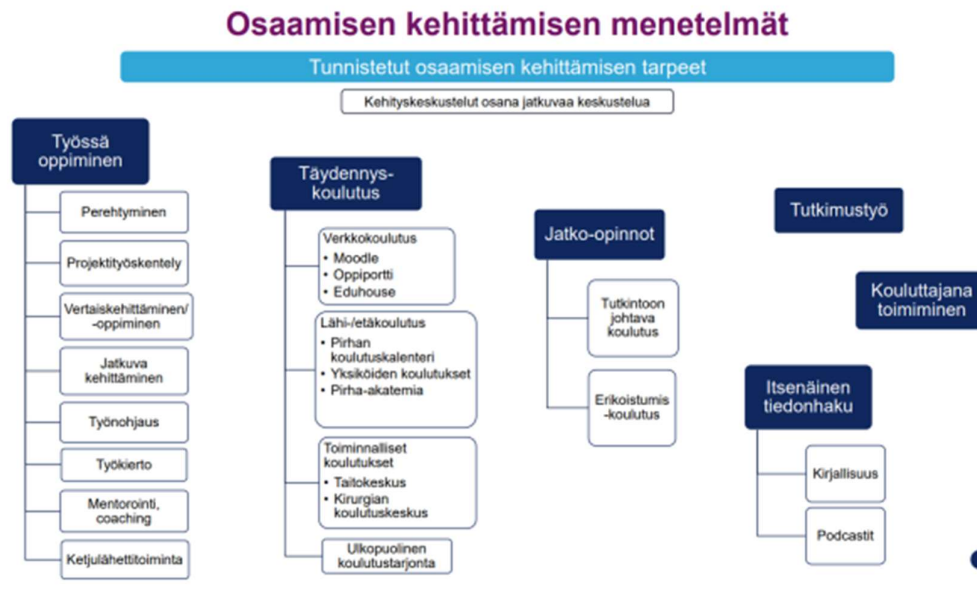 Osaamisen kehittämisen menetelmät
Tunnistetut osaamisen kehittämisen tarpeet
Kehityskeskustelut osana jatkuvaa keskustelua
Työssä
oppiminen
Perehtyminen
Projektityöskentely
Vertaiskehittäminen/
-oppiminen
Jatkuva
kehittäminen
Työnohjaus
Työkierto
Mentorointi,
coaching
Ketjulähettitoiminta
Täydennys-
koulutus
Verkkokoulutus
• Moodle
• Oppiportti
• Eduhouse
Lähi-/etäkoulutus
• Pirhan
koulutuskalenteri
• Yksiköiden koulutukset
• Pirha-akatemia
Toiminnalliset
koulutukset
• Taitokeskus
• Kirurgian
koulutuskeskus
Ulkopuolinen
koulutustarjonta
Jatko-opinnot
Tutkintoon
johtava
koulutus
Erikoistumis
-koulutus
Tutkimustyö
Kouluttajana
toimiminen
Itsenäinen
tiedonhaku
Kirjallisuus
Podcastit